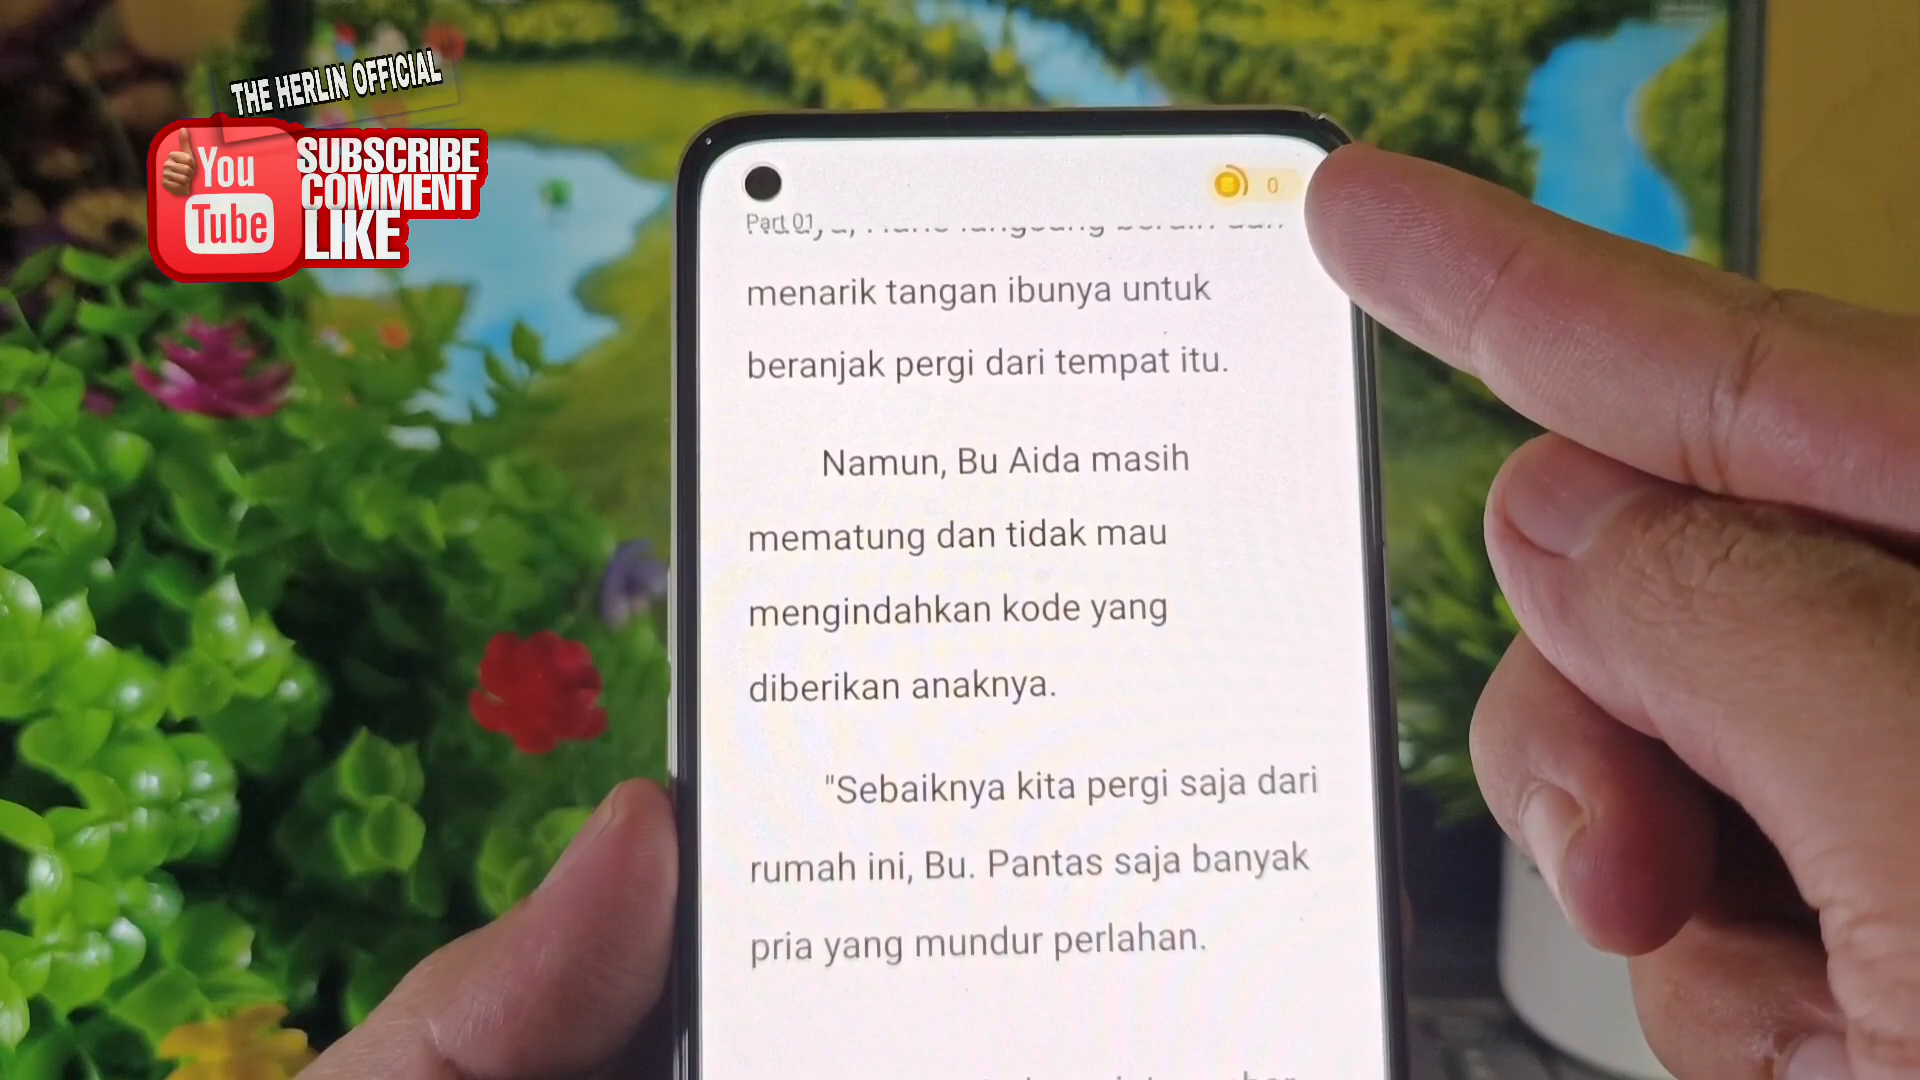 THE HERLIN OFFICIAL
You
Tube
SUBSCRIBE
COMMENT
LIKE
0
Part 01
menarik tangan ibunya untuk
beranjak pergi dari tempat itu.
Namun, Bu Aida masih
mematung dan tidak mau
mengindahkan kode yang
diberikan anaknya.
"Sebaiknya kita pergi saja dari
rumah ini, Bu. Pantas saja banyak
pria yang mundur perlahan.